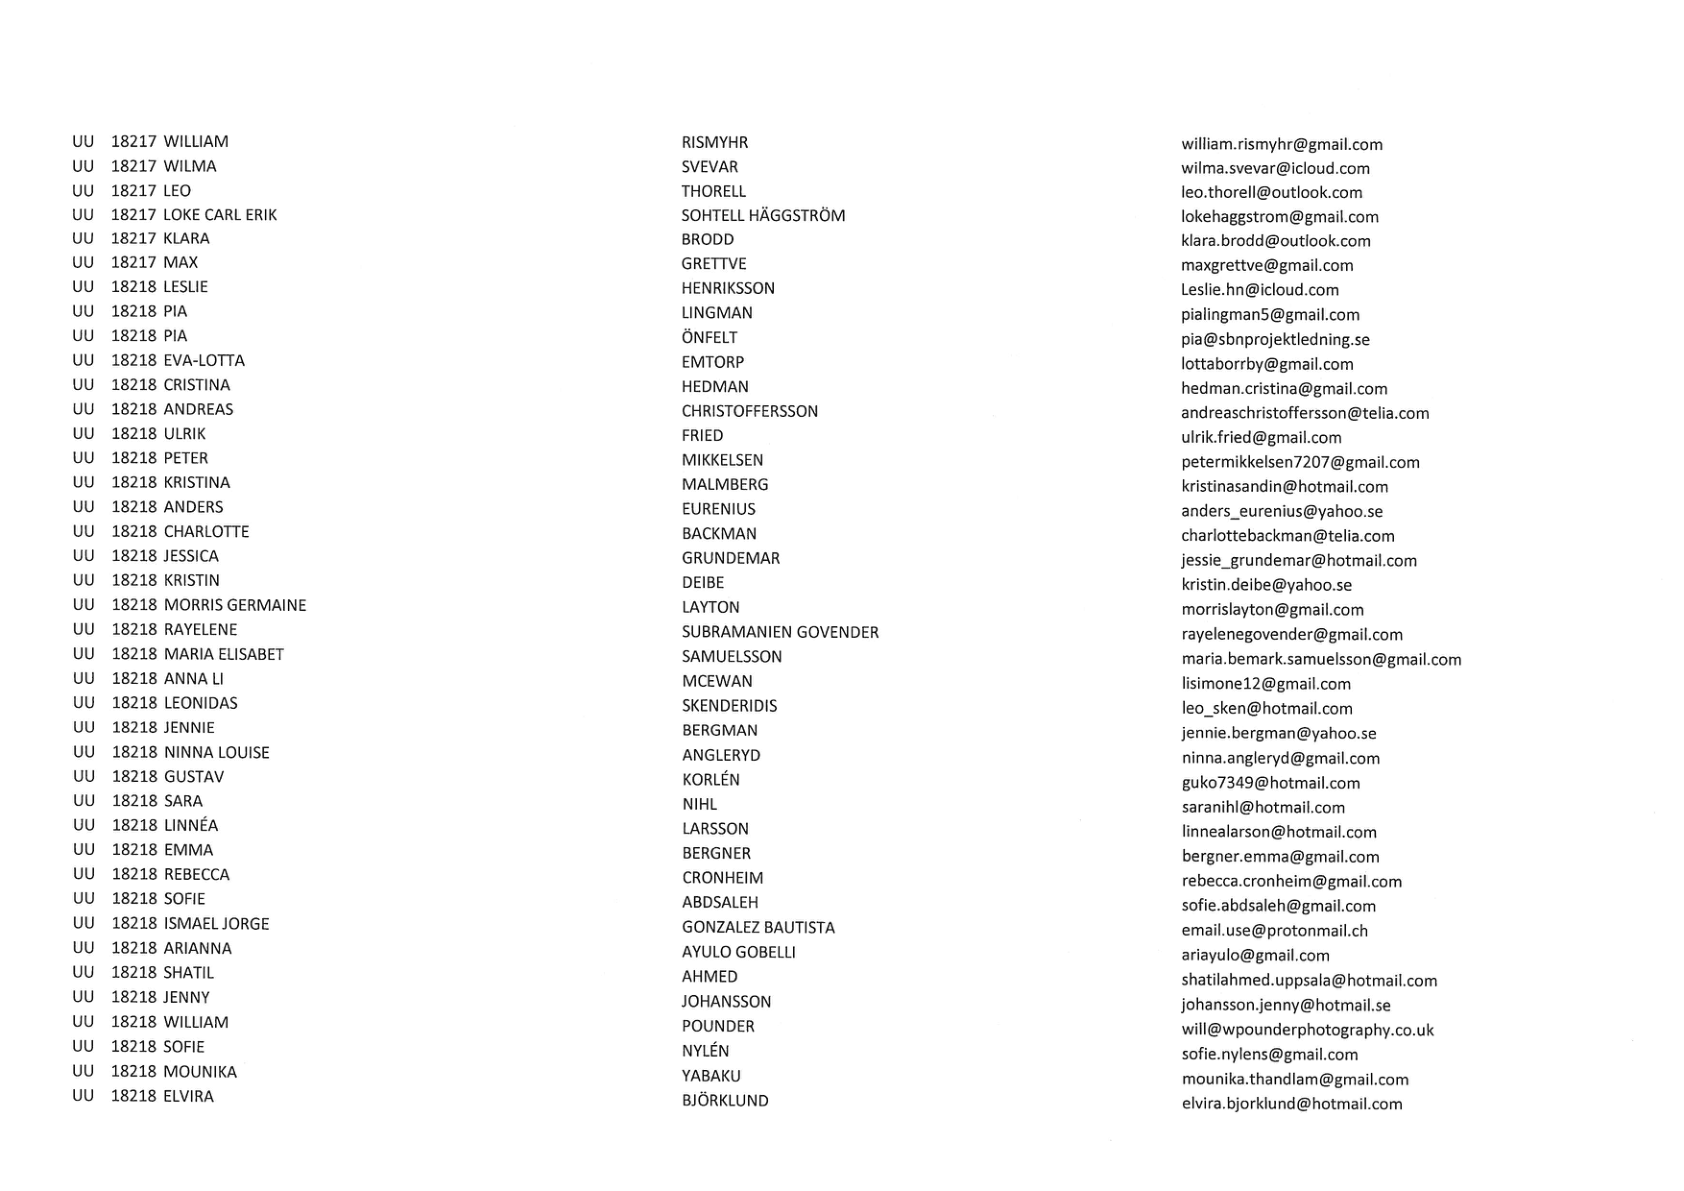 UU 18217 WILLIAM RISMYHR william.rismyhr@gmail.com
UU 18217 WILMA SVEVAR wilma.svevar@icloud.com
UU 18217 LEO THORELL leo.thorell@outlook.com
UU 18217 LOKE CARL ERIK SOHTELL HÄGGSTRÖM lokehaggstrom@gmail.com
UU 18217 KLARA BRODD klara.brodd@outlook.com
UU 18217 MAX GRETTVE maxgrettve@gmail.com
UU 18218 LESLIE HENRIKSSON Leslie.hn@icloud.com
UU 18218 PIA LINGMAN pialingman5@gmail.com
UU 18218 PIA ÖNFELT pia@sbnprojektledning.se
UU 18218 EVA-LOTTA EMTORP lottaborrby@gmail.com
UU 18218 CRISTINA HEDMAN hedman.cristina@gmail.com
UU 18218 ANDREAS CHRISTOFFERSSON andreaschristoffersson@telia.com
UU 18218 ULRIK FRIED ulrik.fried@gmail.com
UU 18218 PETER MIKKELSEN petermikkelsen7207@gmail.com
UU 18218 KRISTINA MALMBERG kristinasandin@hotmail.com
UU 18218 ANDERS EURENIUS anders_eurenius@yahoo.se
UU 18218 CHARLOTTE BACKMAN charlottebackman@telia.com
UU 18218 JESSICA GRUNDEMAR jessie_grundemar@hotmail.com
UU 18218 KRISTIN DEIBE kristin.deibe@yahoo.se
UU 18218 MORRIS GERMAINE LAYTON morrislayton@gmail.com
UU 18218 RAYELENE SUBRAMANIEN GOVENDER rayelenegovender@gmail.com
UU 18218 MARIA ELISABET SAMUELSSON maria.bemark.samuelsson@gmail.com
UU 18218 ANNA LI MCEWAN lisimone12@gmail.com
UU 18218 LEONIDAS SKENDERIDIS leo_sken@hotmail.com
UU 18218 JENNIE BERGMAN jennie.bergman@yahoo.se
UU 18218 NINNA LOUISE ANGLERYD ninna.angleryd@gmail.com
UU 18218 GUSTAV KORLÉN guko7349@hotmail.com
UU 18218 SARA NIHL saranihl@hotmail.com
UU 18218 LINNÉA LARSSON linnealarson@hotmail.com
UU 18218 EMMA BERGNER bergner.emma@gmail.com
UU 18218 REBECCA CRONHEIM rebecca.cronheim@gmail.com
UU 18218 SOFIE ABDSALEH sofie.abdsaleh@gmail.com
UU 18218 ISMAEL JORGE GONZALEZ BAUTISTA email.use@protonmail.ch
UU 18218 ARIANNA AYULO GOBELLI ariayulo@gmail.com
UU 18218 SHATIL AHMED shatilahmed.uppsala@hotmail.com
UU 18218 JENNY JOHANSSON johansson.jenny@hotmail.se
UU 18218 WILLIAM POUNDER will@wpounderphotography.co.uk
UU 18218 SOFIE NYLÉN sofie.nylens@gmail.com
UU 18218 MOUNIKA YABAKU mounika.thandlam@gmail.com
UU 18218 ELVIRA BJÖRKLUND elvira.bjorklund@hotmail.com